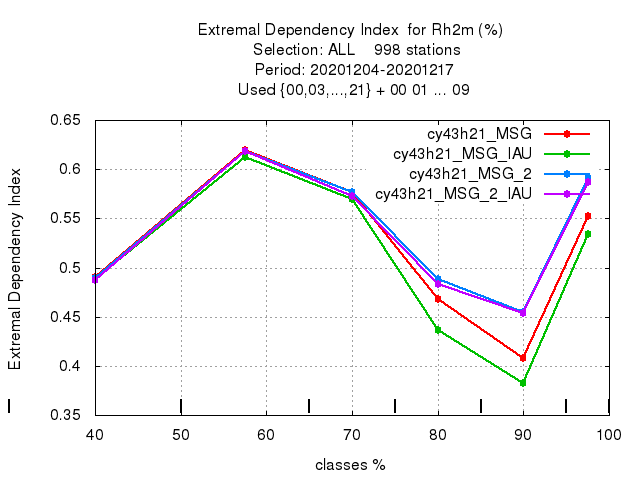 Extremal Dependency Index  for Rh2m (%)
Selection: ALL    998 stations
Period: 20201204-20201217
Used {00,03,...,21} + 00 01 ... 09
cy43h21_MSG
cy43h21_MSG_IAU
cy43h21_MSG_2
cy43h21_MSG_2_IAU
Extremal Dependency Index
0.65
0.6
0.55
0.5
0.45
0.4
0.35
40 50 60 70 80 90 100
classes %